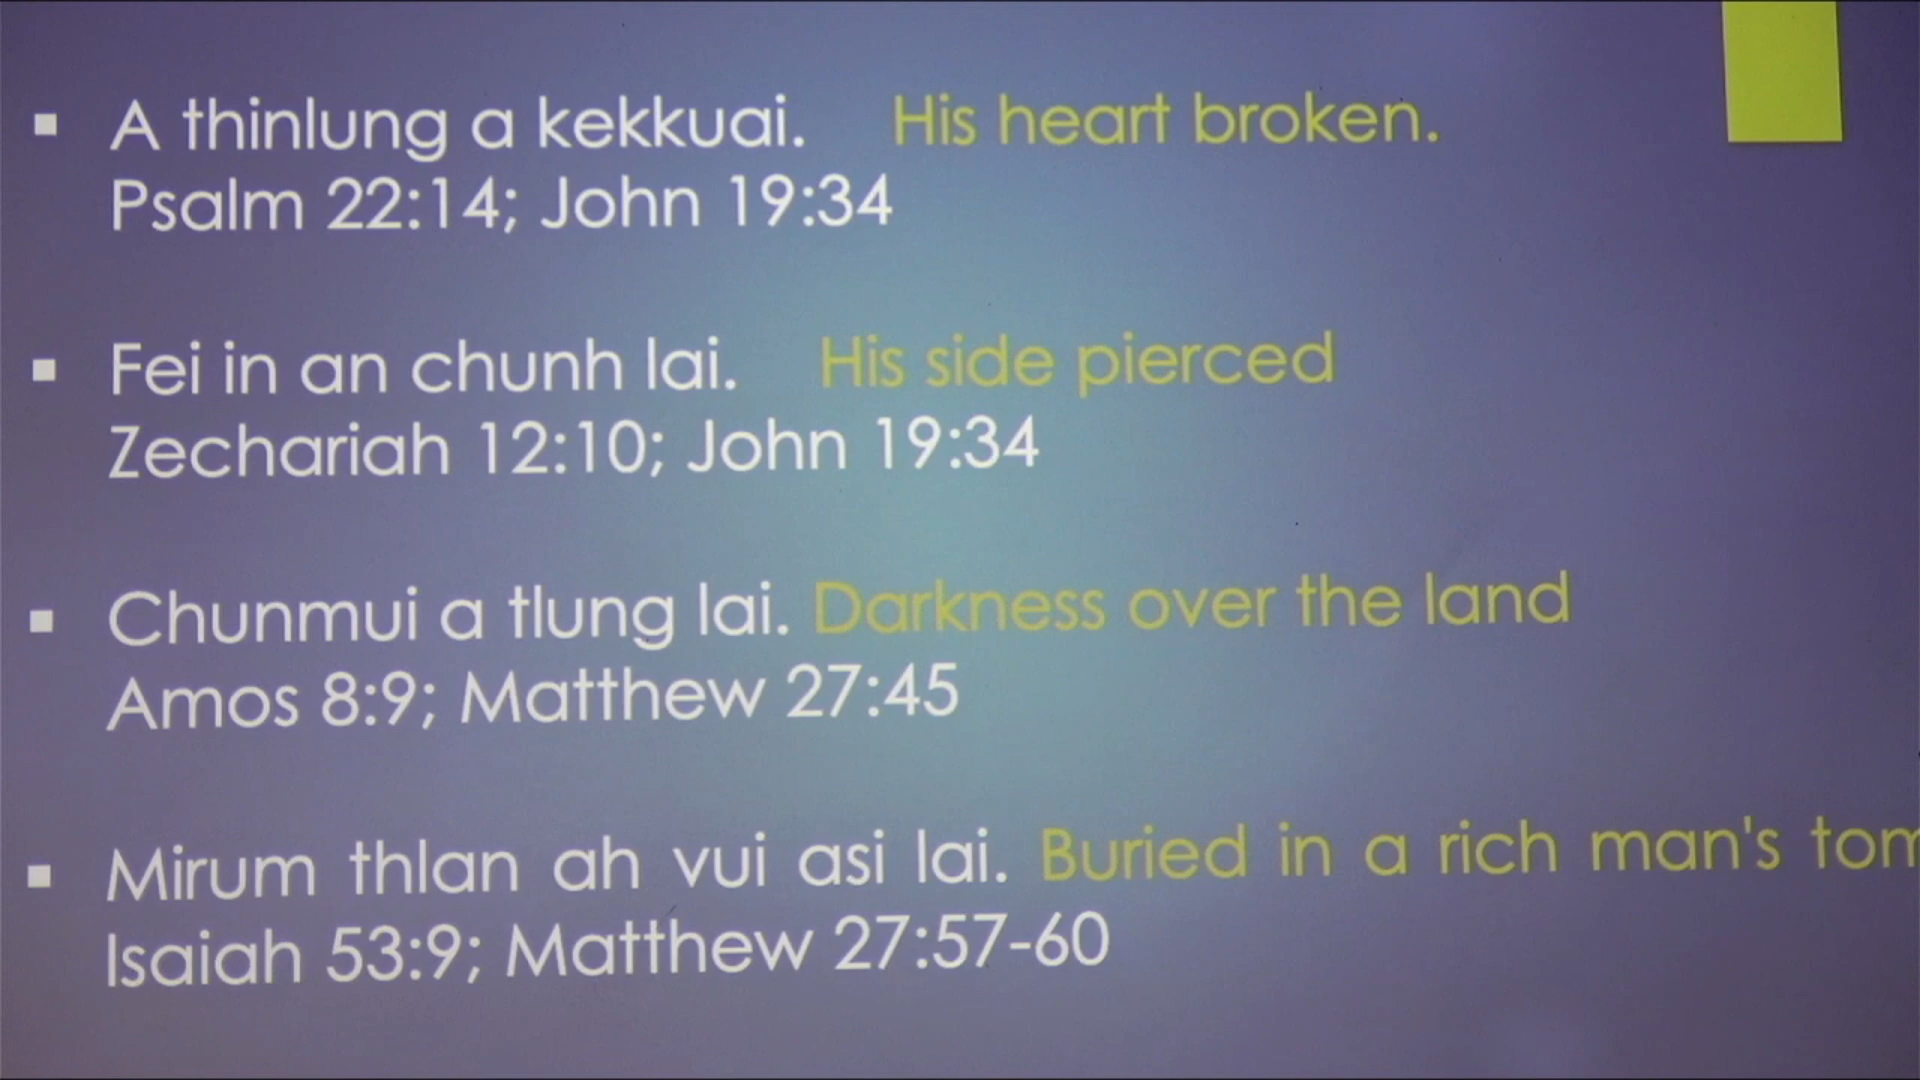 A thinlung a kekkuai. His heart broken.
Psalm 22:14; John 19:34
Fei in an chunh lai. His side pierced
Zechariah 12:10; John 19:34
Chunmui a tlung lai. Darkness over the land
Amos 8:9; Matthew 27:45
Mirum thlan ah vui asi lai. Buried in a rich man's tom
Isaiah 53:9; Matthew 27:57-60